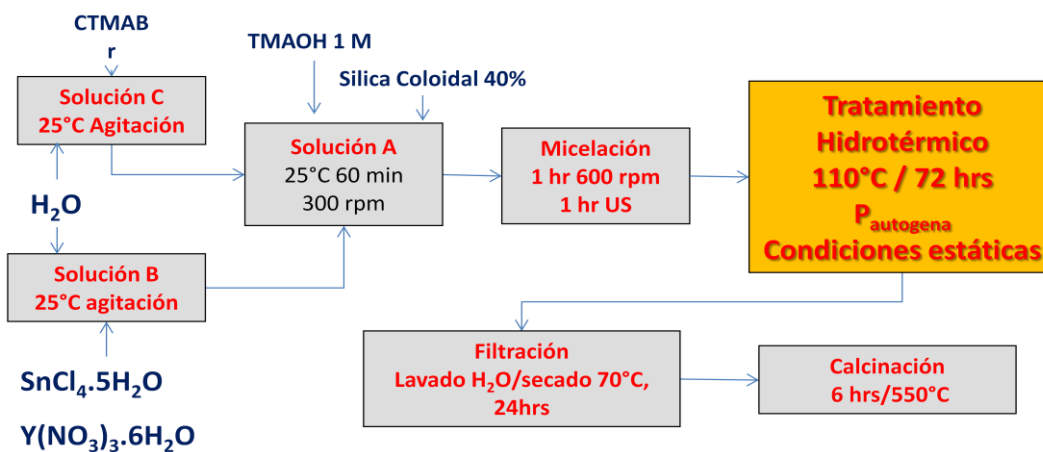 CTMAB
r
TMAOH 1 M
Silica Coloidal 40%
Solución C
25°C Agitación
Solución A
25°C 60 min
300 rpm
Micelación
1 hr 600 rpm
1 hr US
Tratamiento
Hidrotérmico
110°C / 72 hrs
P autogena
Condiciones estáticas
H₂O
Solución B
25°C agitación
SnCl₄.5H₂O
Y(NO₃)₃.6H₂O
Filtración
Lavado H₂O/secado 70°C,
24hrs
Calcinación
6 hrs/550°C